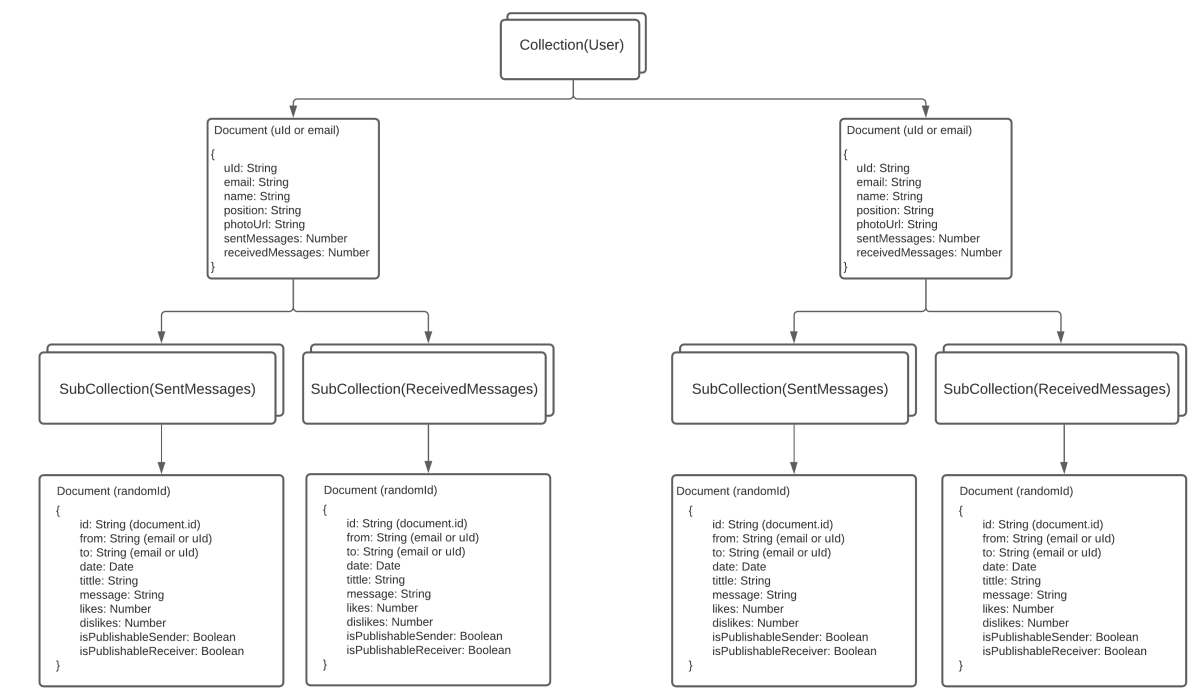 Collection(User)
Document (uId or email)
{
uId: String
email: String
name: String
position: String
photoUrl: String
sentMessages: Number
receivedMessages: Number
}
Document (uId or email)
{
uId: String
email: String
name: String
position: String
photoUrl: String
sentMessages: Number
receivedMessages: Number
}
SubCollection(SentMessages)
SubCollection(ReceivedMessages)
SubCollection(SentMessages)
SubCollection(ReceivedMessages)
Document (randomId)
{
id: String (document.id)
from: String (email or uId)
to: String (email or uId)
date: Date
tittle: String
message: String
likes: Number
dislikes: Number
isPublishableSender: Boolean
isPublishableReceiver: Boolean
}
Document (randomId)
{
id: String (document.id)
from: String (email or uId)
to: String (email or uId)
date: Date
tittle: String
message: String
likes: Number
dislikes: Number
isPublishableSender: Boolean
isPublishableReceiver: Boolean
}
Document (randomId)
{
id: String (document.id)
from: String (email or uId)
to: String (email or uId)
date: Date
tittle: String
message: String
likes: Number
dislikes: Number
isPublishableSender: Boolean
isPublishableReceiver: Boolean
}
Document (randomId)
{
id: String (document.id)
from: String (email or uId)
to: String (email or uId)
date: Date
tittle: String
message: String
likes: Number
dislikes: Number
isPublishableSender: Boolean
isPublishableReceiver: Boolean
}